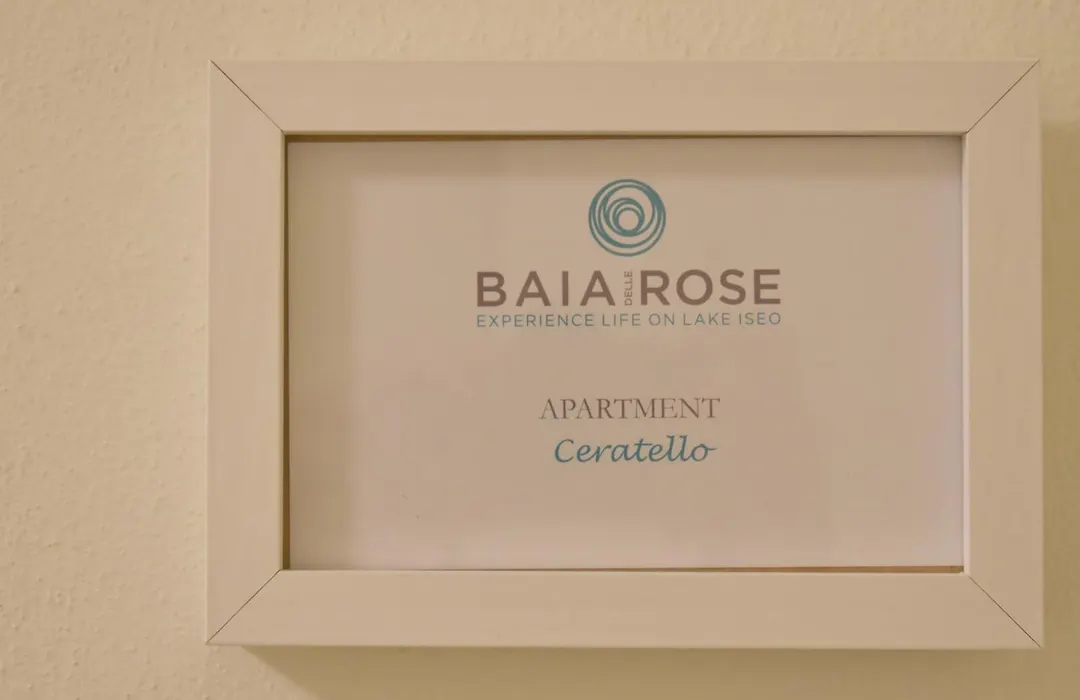 BAIA DELLE ROSE
EXPERIENCE LIFE ON LAKE ISEO
APARTMENT
Ceratello